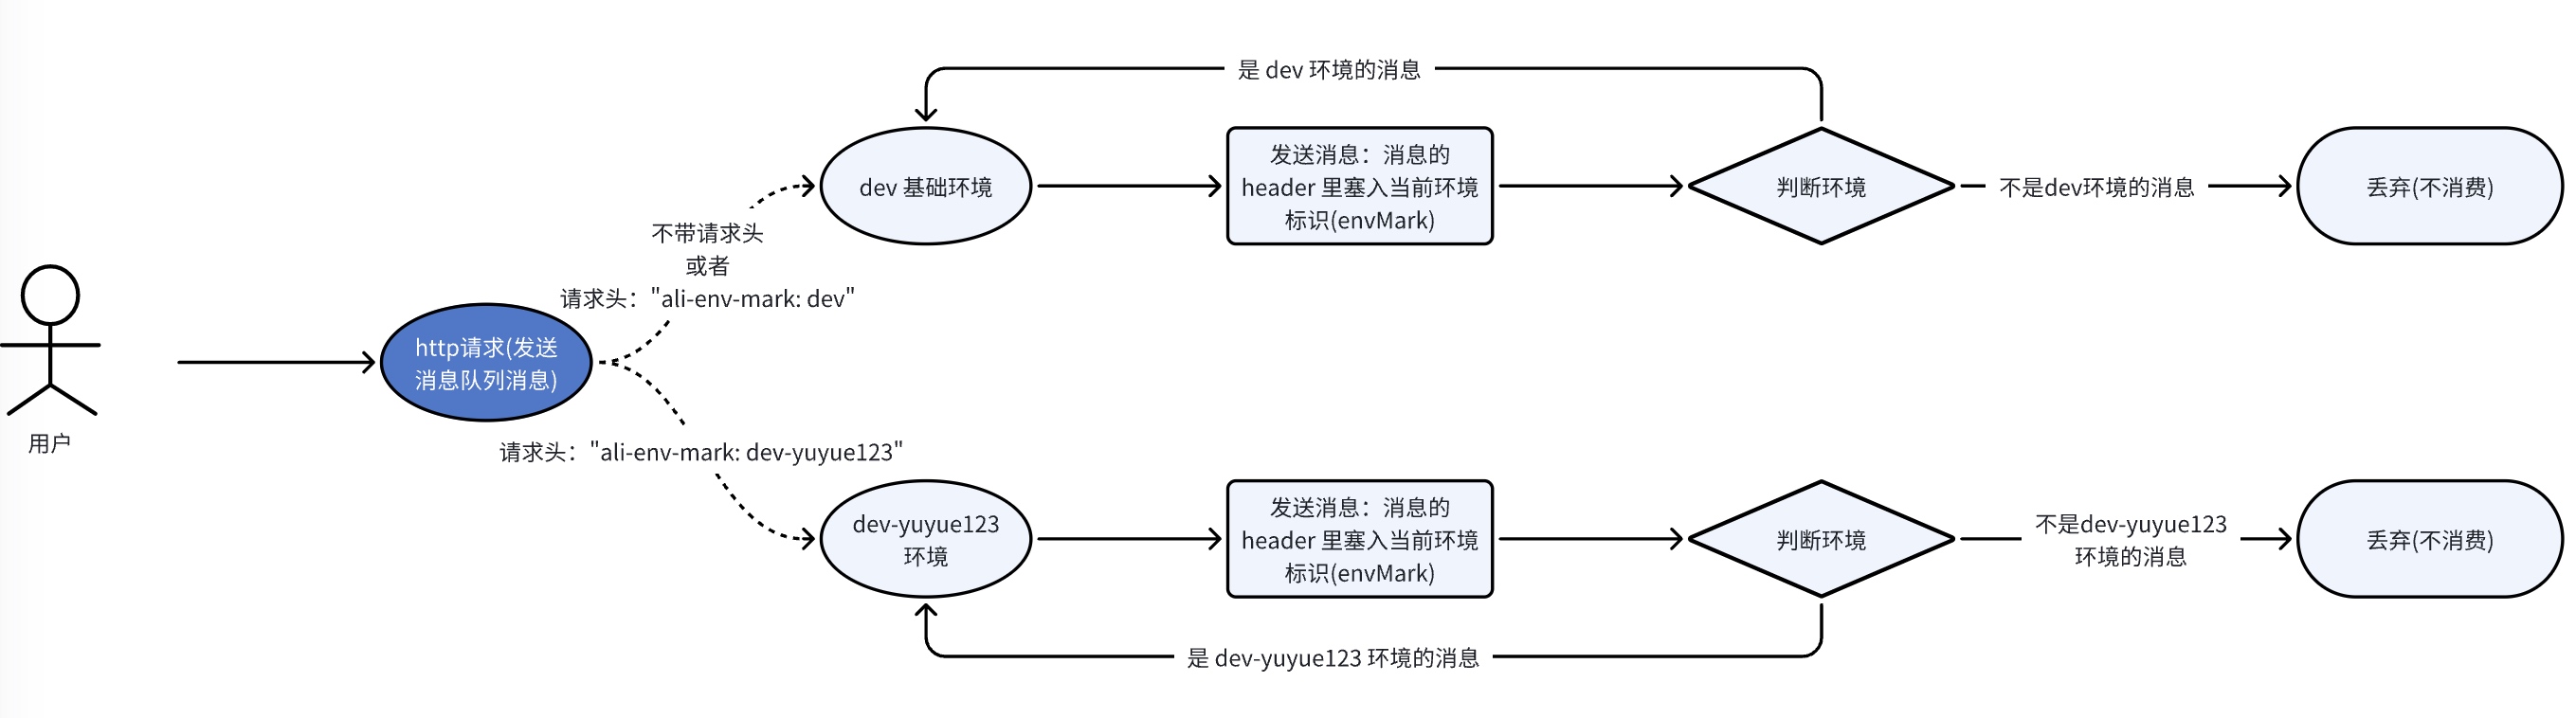 是 dev 环境的消息
dev 基础环境
发送消息：消息的
header 里塞入当前环境
标识(envMark)
判断环境
不是dev环境的消息
丢弃(不消费)
不带请求头
或者
请求头："ali-env-mark: dev"
http请求(发送
消息队列消息)
用户
请求头："ali-env-mark: dev-yuyue123"
dev-yuyue123
环境
发送消息：消息的
header 里塞入当前环境
标识(envMark)
判断环境
不是dev-yuyue123
环境的消息
丢弃(不消费)
是 dev-yuyue123 环境的消息